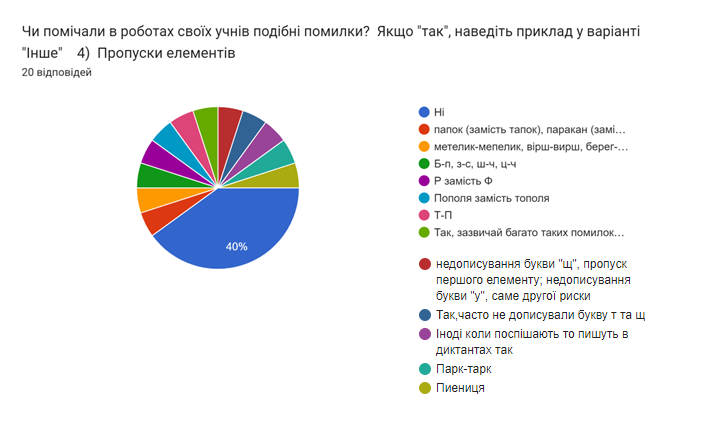 Чи помічали в роботах своїх учнів подібні помилки?  Якщо "так", наведіть приклад у варіанті
"Інше"    4)  Пропуски елементів
20 відповідей
40%
Ні
папок (замість тапок), паракан (замі…
метелик-мепелик, вірш-вирш, берег-…
Б-п, з-с, ш-ч, ц-ч
Р замість Ф
Пополя замість тополя
Т-П
Так, зазвичай багато таких помилок…
недописування букви "щ", пропуск
першого елементу; недописування
букви "у", саме другої риски
Так,часто не дописували букву т та щ
Іноді коли поспішають то пишуть в
диктантах так
Парк-тарк
Пиениця